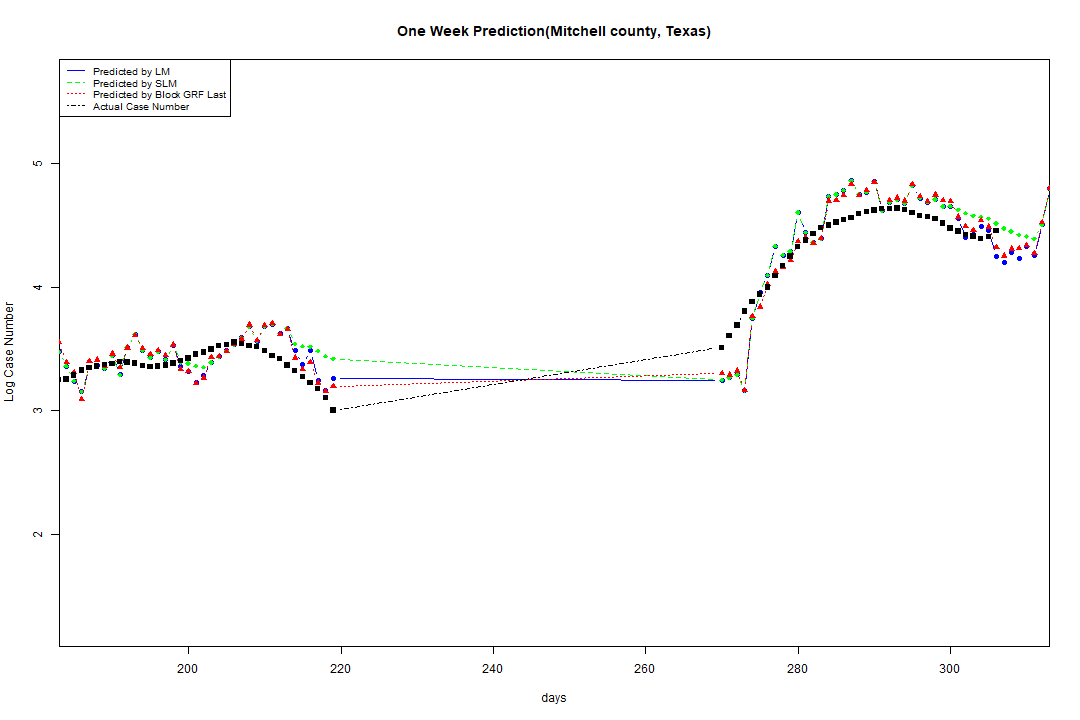 One Week Prediction(Mitchell county, Texas)
Predicted by LM
Predicted by SLM
Predicted by Block GRF Last
Actual Case Number
5
4
3
2
Log Case Number
200
220
240
260
280
300
days